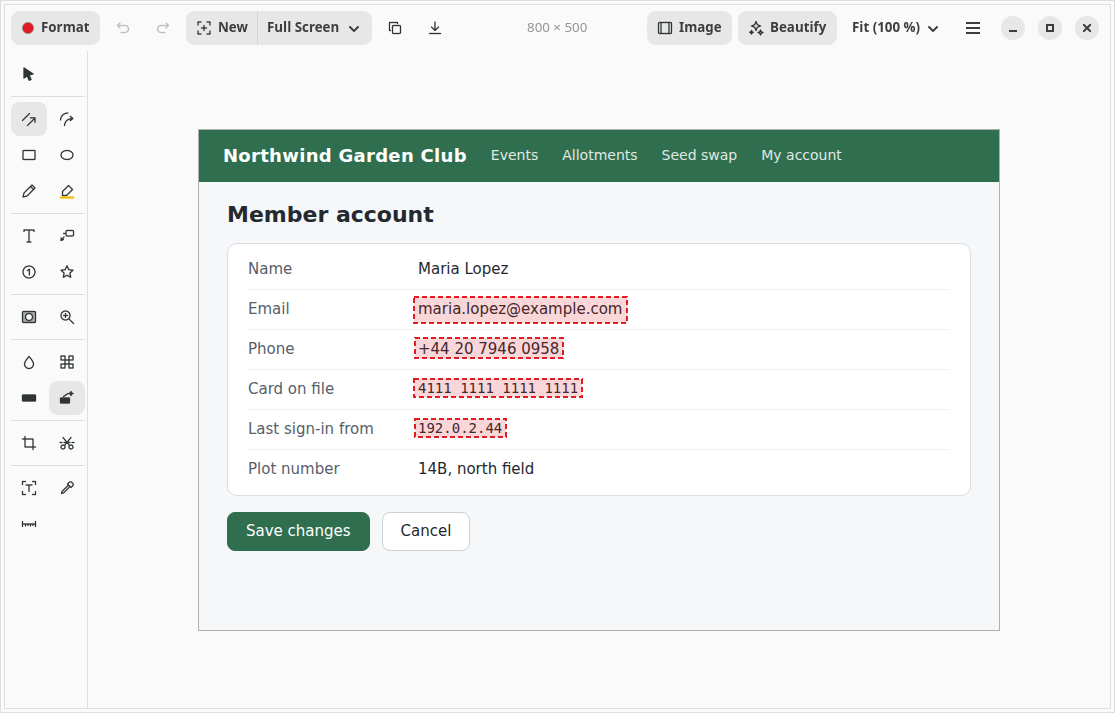 Format
New
Full Screen
800 × 500
Image
Beautify
Fit (100 %)
Northwind Garden Club
Events
Allotments
Seed swap
My account
Member account
Name Maria Lopez
Email maria.lopez@example.com
Phone +44 20 7946 0958
Card on file 4111 1111 1111 1111
Last sign-in from 192.0.2.44
Plot number 14B, north field
Save changes
Cancel